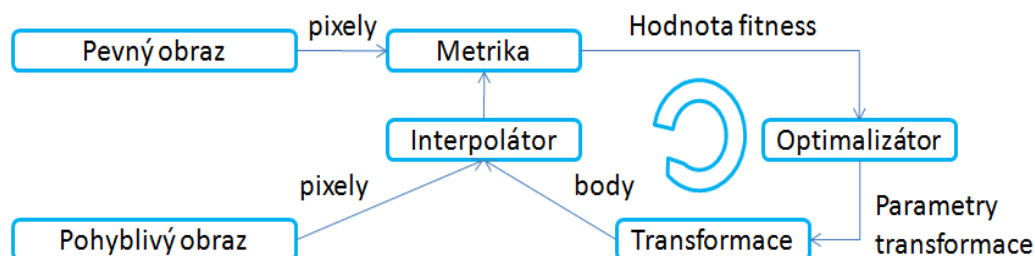 pixely
Hodnota fitness
Pevný obraz
Metrika
Interpolátor
Optimalizátor
pixely
body
Parametry
transformace
Pohyblivý obraz
Transformace